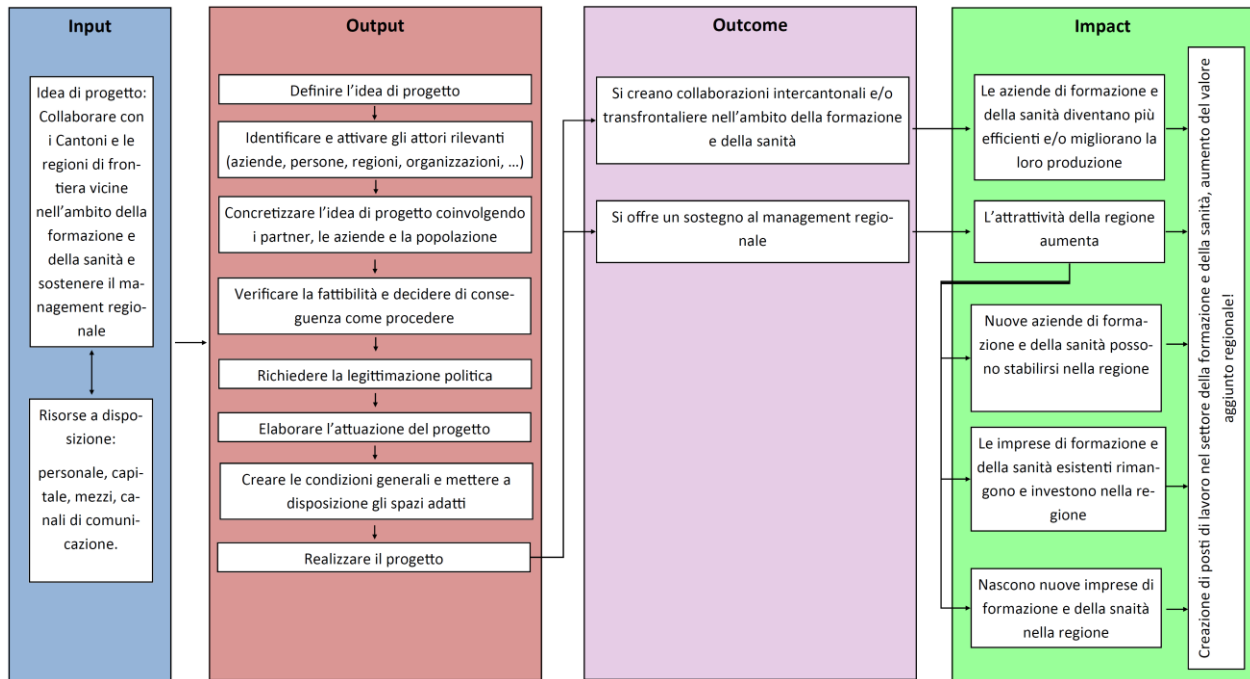 Input
Idea di progetto:
Collaborare con
i Cantoni e le
regioni di fron-
tiera vicine
nell'ambito della
formazione e
della sanità e
sostenere il ma-
nagement regio-
nale
Risorse a dispo-
sizione:
personale, capi-
tale, mezzi, ca-
nali di comuni-
cazione.
Output
Definire l'idea di progetto
Identificare e attivare gli attori rilevanti
(aziende, persone, regioni, organizzazioni, ...)
Concretizzare l'idea di progetto coinvolgendo
i partner, le aziende e la popolazione
Verificare la fattibilità e decidere di conse-
guenza come procedere
Richiedere la legittimazione politica
Elaborare l'attuazione del progetto
Creare le condizioni generali e mettere a
disposizione gli spazi adatti
Realizzare il progetto
Outcome
Si creano collaborazioni intercantonali e/o
transfrontaliere nell'ambito della formazione
e della sanità
Si offre un sostegno al management regio-
nale
Impact
Le aziende di formazione e
della sanità diventano più
efficienti e/o migliorano la
loro produzione
L'attrattività della regione
aumenta
Nuove aziende di forma-
zione e della sanità posso-
no stabilirsi nella regione
Le imprese di formazione e
della sanità esistenti riman-
gono e investono nella re-
gione
Nascono nuove imprese di
formazione e della snaità
nella regione
Creazione di posti di lavoro nel settore della formazione e della sanità, aumento del valore
aggiunto regionale!